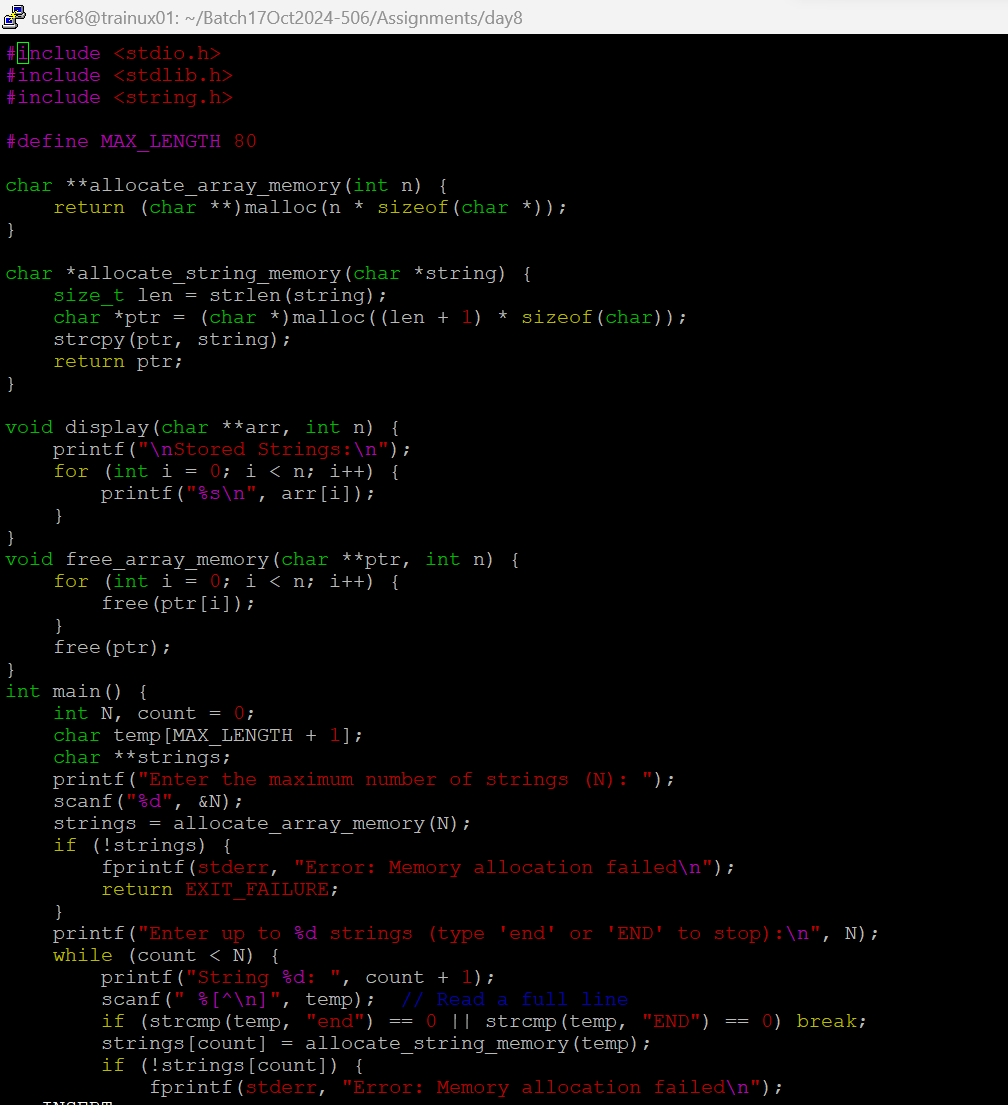 user68@trainux01: ~/Batch17Oct2024-506/Assignments/day8
#include <stdio.h>
#include <stdlib.h>
#include <string.h>

#define MAX_LENGTH 80

char **allocate_array_memory(int n) {
    return (char **)malloc(n * sizeof(char *));
}

char *allocate_string_memory(char *string) {
    size_t len = strlen(string);
    char *ptr = (char *)malloc((len + 1) * sizeof(char));
    strcpy(ptr, string);
    return ptr;
}

void display(char **arr, int n) {
    printf("\nStored Strings:\n");
    for (int i = 0; i < n; i++) {
        printf("%s\n", arr[i]);
    }
}
void free_array_memory(char **ptr, int n) {
    for (int i = 0; i < n; i++) {
        free(ptr[i]);
    }
    free(ptr);
}
int main() {
    int N, count = 0;
    char temp[MAX_LENGTH + 1];
    char **strings;
    printf("Enter the maximum number of strings (N): ");
    scanf("%d", &N);
    strings = allocate_array_memory(N);
    if (!strings) {
        fprintf(stderr, "Error: Memory allocation failed\n");
        return EXIT_FAILURE;
    }
    printf("Enter up to %d strings (type 'end' or 'END' to stop):\n", N);
    while (count < N) {
        printf("String %d: ", count + 1);
        scanf(" %[^\n]", temp);  // Read a full line
        if (strcmp(temp, "end") == 0 || strcmp(temp, "END") == 0) break;
        strings[count] = allocate_string_memory(temp);
        if (!strings[count]) {
            fprintf(stderr, "Error: Memory allocation failed\n");